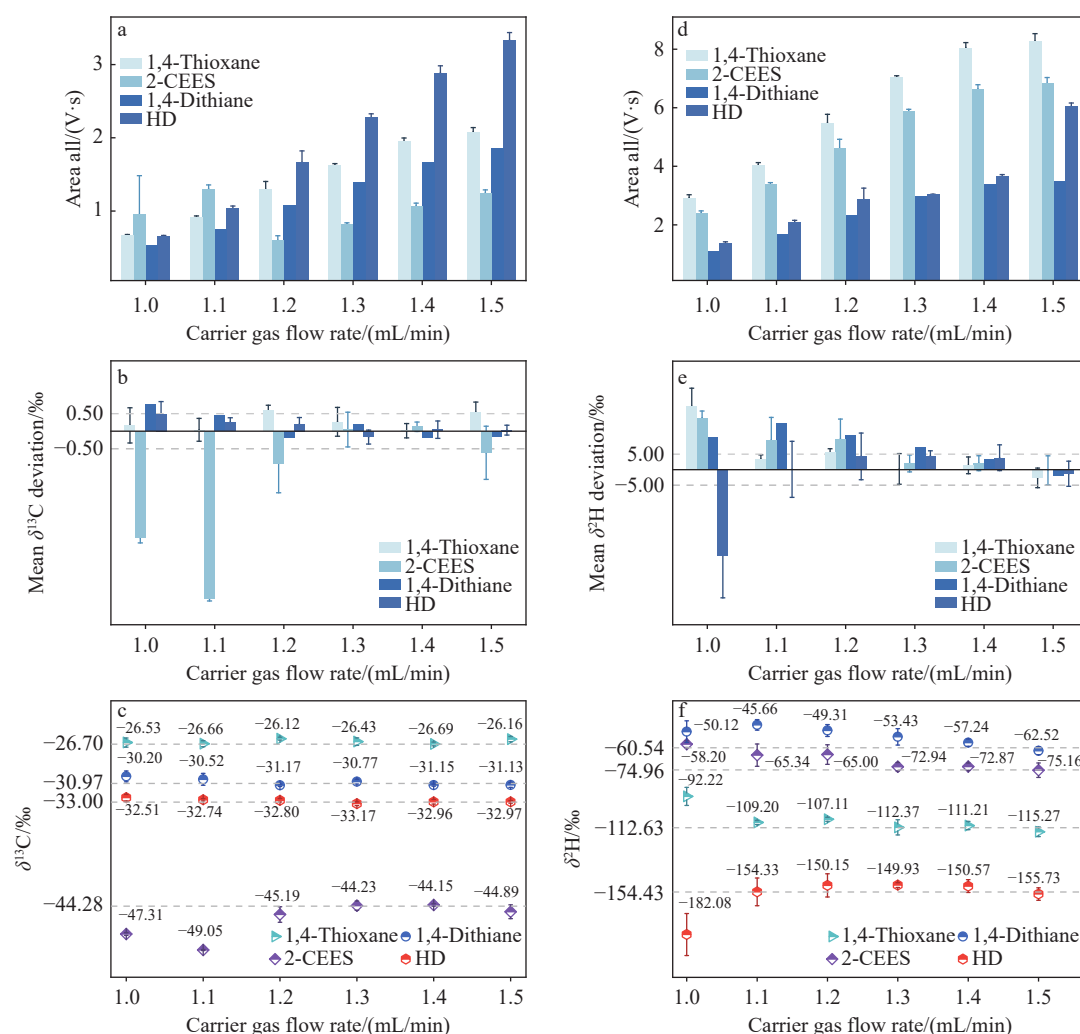 a
1,4-Thioxane
2-CEES
1,4-Dithiane
HD
3
2
1
Area all/(V·s)
1.0 1.1 1.2 1.3 1.4 1.5
Carrier gas flow rate/(mL/min)
d
1,4-Thioxane
2-CEES
1,4-Dithiane
HD
8
6
4
2
Area all/(V·s)
1.0 1.1 1.2 1.3 1.4 1.5
Carrier gas flow rate/(mL/min)
b
0.50
−0.50
Mean δ¹³C deviation/‰
1,4-Thioxane
2-CEES
1,4-Dithiane
HD
1.0 1.1 1.2 1.3 1.4 1.5
Carrier gas flow rate/(mL/min)
e
5.00
−5.00
Mean δ²H deviation/‰
1,4-Thioxane
2-CEES
1,4-Dithiane
HD
1.0 1.1 1.2 1.3 1.4 1.5
Carrier gas flow rate/(mL/min)
c
−26.53 −26.66 −26.12 −26.43 −26.69 −26.16
−26.70
−30.20 −30.52 −31.17 −30.77 −31.15 −31.13
−30.97
−33.00
−32.51 −32.74 −32.80 −33.17 −32.96 −32.97
δ¹³C/‰
−44.28
−47.31 −49.05 −45.19 −44.23 −44.15 −44.89
1,4-Thioxane 1,4-Dithiane
2-CEES HD
1.0 1.1 1.2 1.3 1.4 1.5
Carrier gas flow rate/(mL/min)
f
−50.12 −45.66 −49.31 −53.43 −57.24 −62.52
−60.54
−58.20 −65.34 −65.00 −72.94 −72.87 −75.16
−74.96
−92.22 −109.20 −107.11 −112.37 −111.21 −115.27
−112.63
δ²H/‰
−154.33 −150.15 −149.93 −150.57 −155.73
−154.43
−182.08
1,4-Thioxane 1,4-Dithiane
2-CEES HD
1.0 1.1 1.2 1.3 1.4 1.5
Carrier gas flow rate/(mL/min)